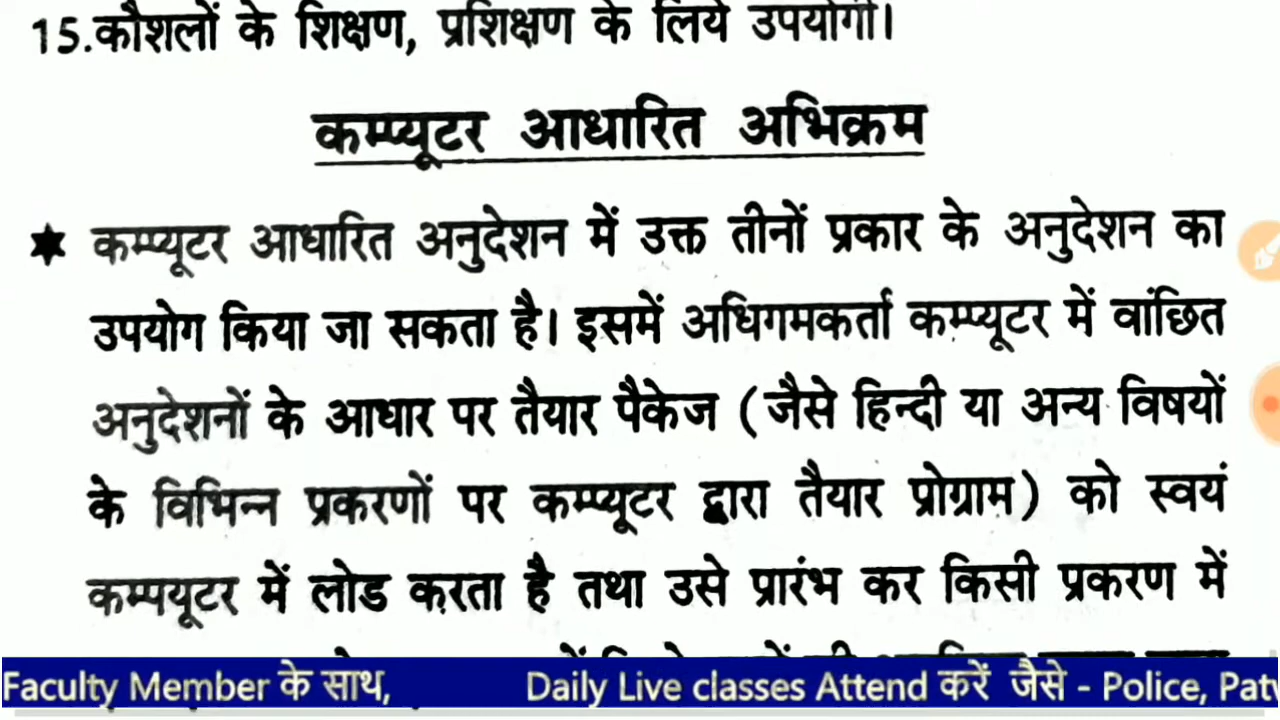 15.कौशलों के शिक्षण, प्रशिक्षण के लिये उपयोगी।
कम्प्यूटर आधारित अभिक्रम
★ कम्प्यूटर आधारित अनुदेशन में उक्त तीनों प्रकार के अनुदेशन का
उपयोग किया जा सकता है। इसमें अधिगमकर्ता कम्प्यूटर में वांछित
अनुदेशनों के आधार पर तैयार पैकेज (जैसे हिन्दी या अन्य विषयों
के विभिन्न प्रकरणों पर कम्प्यूटर द्वारा तैयार प्रोग्राम) को स्वयं
कम्पयूटर में लोड करता है तथा उसे प्रारंभ कर किसी प्रकरण में
Faculty Member के साथ, Daily Live classes Attend करें जैसे - Police, Patw